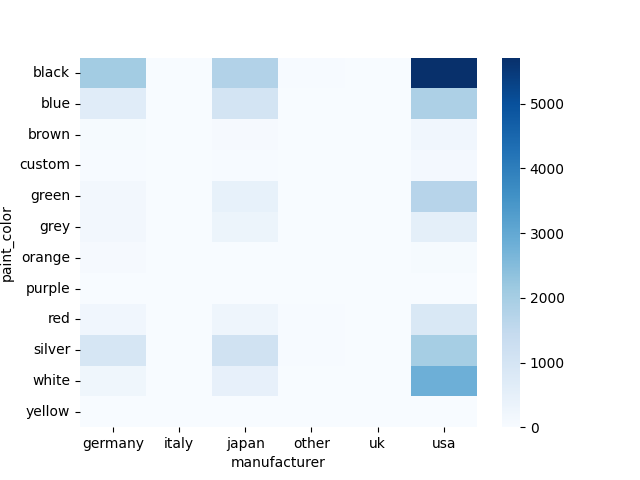 black
blue
brown
custom
green
grey
orange
purple
red
silver
white
yellow
paint_color
germany italy japan other uk usa
manufacturer
5000
4000
3000
2000
1000
0